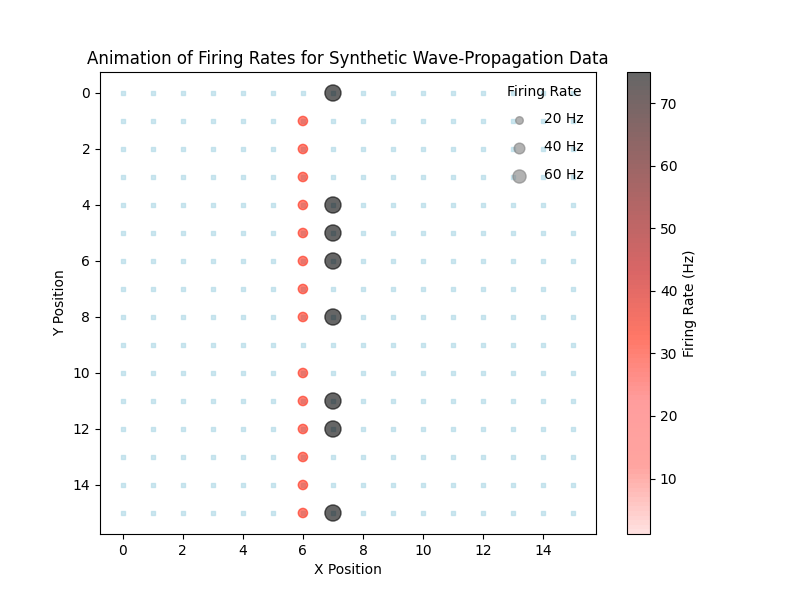 Animation of Firing Rates for Synthetic Wave-Propagation Data
Firing Rate
20 Hz
40 Hz
60 Hz
0
2
4
6
8
10
12
14
Y Position
0 2 4 6 8 10 12 14
X Position
70
60
50
40
30
20
10
Firing Rate (Hz)